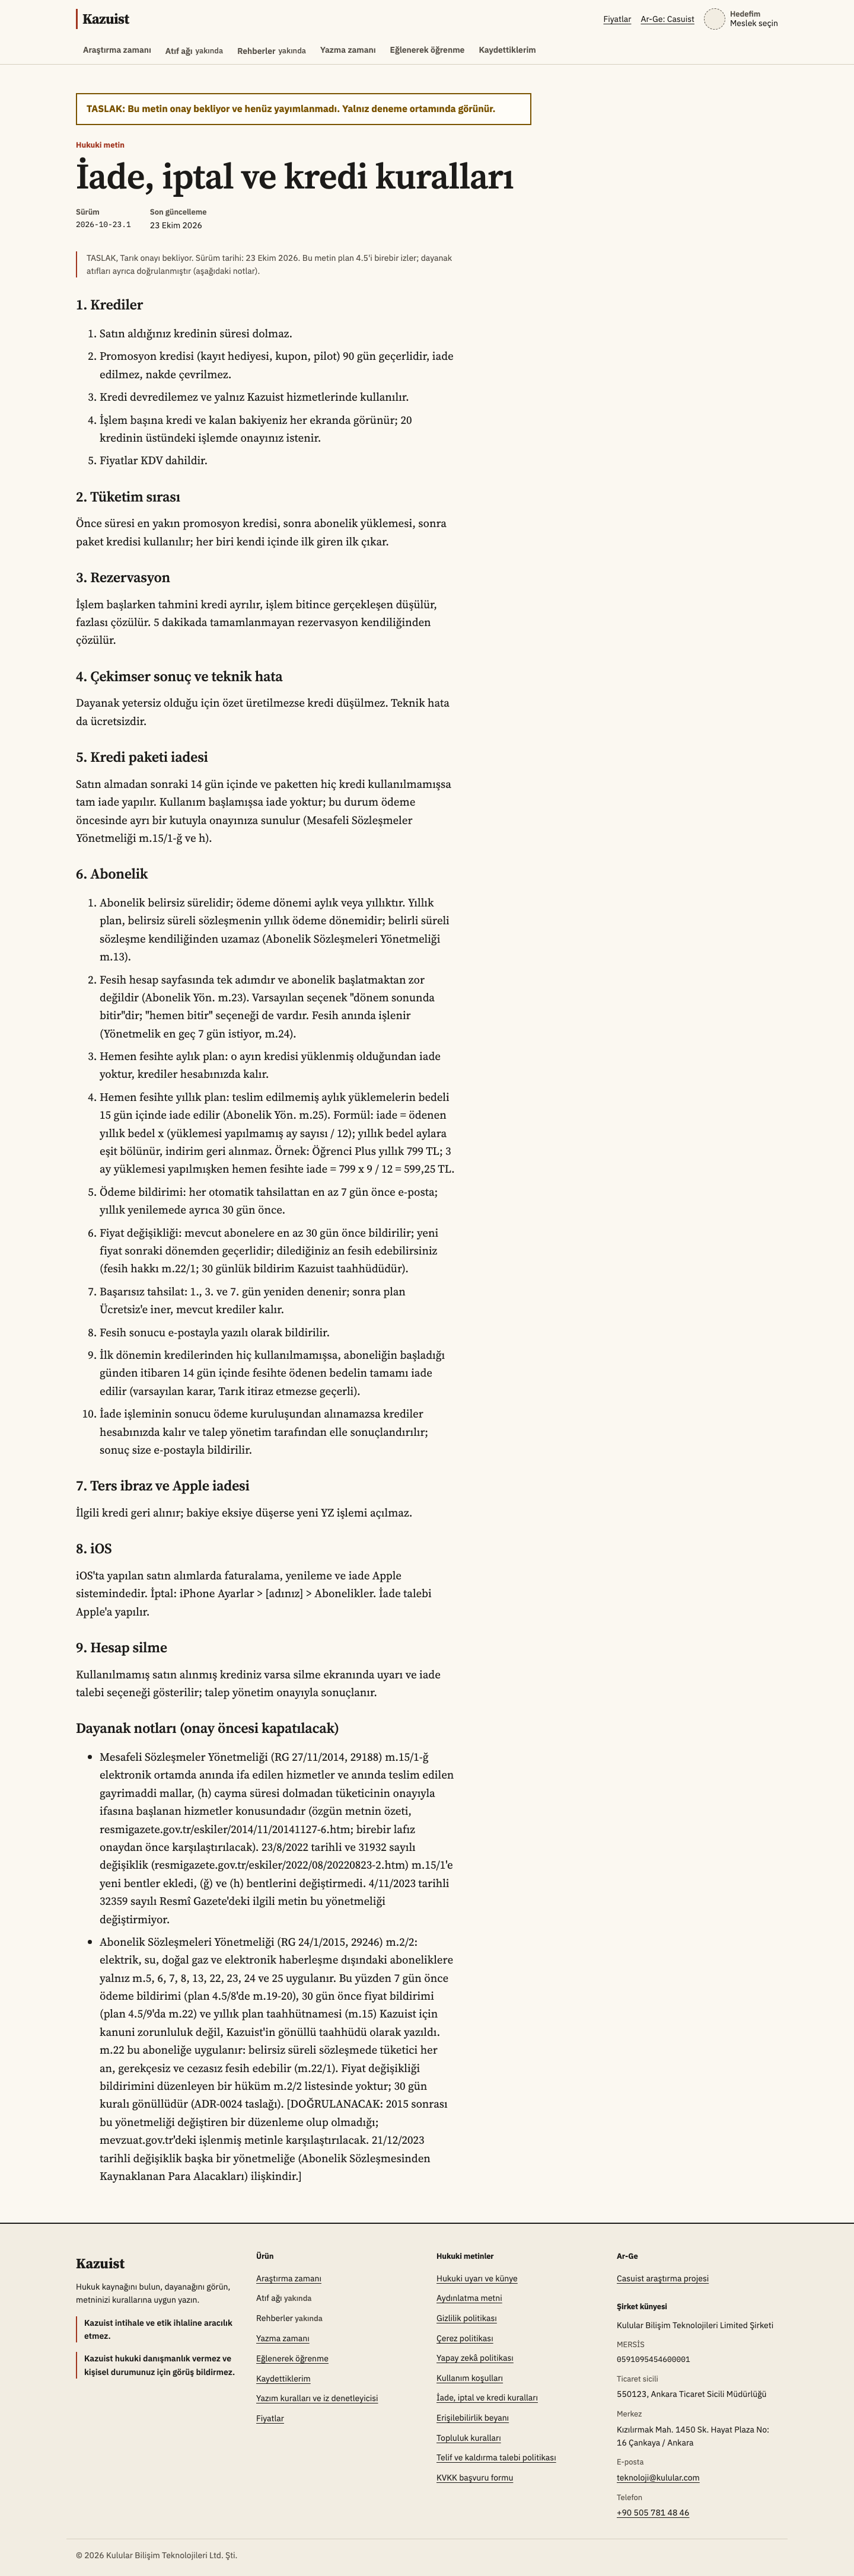 Kazuist
Fiyatlar Ar-Ge: Casuist Hedefim
Meslek seçin
Araştırma zamanı Atıf ağı yakında Rehberler yakında Yazma zamanı Eğlenerek öğrenme Kaydettiklerim
TASLAK: Bu metin onay bekliyor ve henüz yayımlanmadı. Yalnız deneme ortamında görünür.
Hukuki metin
İade, iptal ve kredi kuralları
Sürüm Son güncelleme
2026-10-23.1 23 Ekim 2026
TASLAK, Tarık onayı bekliyor. Sürüm tarihi: 23 Ekim 2026. Bu metin plan 4.5'i birebir izler; dayanak
atıfları ayrıca doğrulanmıştır (aşağıdaki notlar).
1. Krediler
1. Satın aldığınız kredinin süresi dolmaz.
2. Promosyon kredisi (kayıt hediyesi, kupon, pilot) 90 gün geçerlidir, iade
edilmez, nakde çevrilmez.
3. Kredi devredilemez ve yalnız Kazuist hizmetlerinde kullanılır.
4. İşlem başına kredi ve kalan bakiyeniz her ekranda görünür; 20
kredinin üstündeki işlemde onayınız istenir.
5. Fiyatlar KDV dahildir.
2. Tüketim sırası
Önce süresi en yakın promosyon kredisi, sonra abonelik yüklemesi, sonra
paket kredisi kullanılır; her biri kendi içinde ilk giren ilk çıkar.
3. Rezervasyon
İşlem başlarken tahmini kredi ayrılır, işlem bitince gerçekleşen düşülür,
fazlası çözülür. 5 dakikada tamamlanmayan rezervasyon kendiliğinden
çözülür.
4. Çekimser sonuç ve teknik hata
Dayanak yetersiz olduğu için özet üretilmezse kredi düşülmez. Teknik hata
da ücretsizdir.
5. Kredi paketi iadesi
Satın almadan sonraki 14 gün içinde ve paketten hiç kredi kullanılmamışsa
tam iade yapılır. Kullanım başlamışsa iade yoktur; bu durum ödeme
öncesinde ayrı bir kutuyla onayınıza sunulur (Mesafeli Sözleşmeler
Yönetmeliği m.15/1-ğ ve h).
6. Abonelik
1. Abonelik belirsiz sürelidir; ödeme dönemi aylık veya yıllıktır. Yıllık
plan, belirsiz süreli sözleşmenin yıllık ödeme dönemidir; belirli süreli
sözleşme kendiliğinden uzamaz (Abonelik Sözleşmeleri Yönetmeliği
m.13).
2. Fesih hesap sayfasında tek adımdır ve abonelik başlatmaktan zor
değildir (Abonelik Yön. m.23). Varsayılan seçenek "dönem sonunda
bitir"dir; "hemen bitir" seçeneği de vardır. Fesih anında işlenir
(Yönetmelik en geç 7 gün istiyor, m.24).
3. Hemen fesihte aylık plan: o ayın kredisi yüklenmiş olduğundan iade
yoktur, krediler hesabınızda kalır.
4. Hemen fesihte yıllık plan: teslim edilmemiş aylık yüklemelerin bedeli
15 gün içinde iade edilir (Abonelik Yön. m.25). Formül: iade = ödenen
yıllık bedel x (yüklemesi yapılmamış ay sayısı / 12); yıllık bedel aylara
eşit bölünür, indirim geri alınmaz. Örnek: Öğrenci Plus yıllık 799 TL; 3
ay yüklemesi yapılmışken hemen fesihte iade = 799 x 9 / 12 = 599,25 TL.
5. Ödeme bildirimi: her otomatik tahsilattan en az 7 gün önce e-posta;
yıllık yenilemede ayrıca 30 gün önce.
6. Fiyat değişikliği: mevcut abonelere en az 30 gün önce bildirilir; yeni
fiyat sonraki dönemden geçerlidir; dilediğiniz an fesih edebilirsiniz
(fesih hakkı m.22/1; 30 günlük bildirim Kazuist taahhüdüdür).
7. Başarısız tahsilat: 1., 3. ve 7. gün yeniden denenir; sonra plan
Ücretsiz'e iner, mevcut krediler kalır.
8. Fesih sonucu e-postayla yazılı olarak bildirilir.
9. İlk dönemin kredilerinden hiç kullanılmamışsa, aboneliğin başladığı
günden itibaren 14 gün içinde fesihte ödenen bedelin tamamı iade
edilir (varsayılan karar, Tarık itiraz etmezse geçerli).
10. İade işleminin sonucu ödeme kuruluşundan alınamazsa krediler
hesabınızda kalır ve talep yönetim tarafından elle sonuçlandırılır;
sonuç size e-postayla bildirilir.
7. Ters ibraz ve Apple iadesi
İlgili kredi geri alınır; bakiye eksiye düşerse yeni YZ işlemi açılmaz.
8. iOS
iOS'ta yapılan satın alımlarda faturalama, yenileme ve iade Apple
sistemindedir. İptal: iPhone Ayarlar > [adınız] > Abonelikler. İade talebi
Apple'a yapılır.
9. Hesap silme
Kullanılmamış satın alınmış krediniz varsa silme ekranında uyarı ve iade
talebi seçeneği gösterilir; talep yönetim onayıyla sonuçlanır.
Dayanak notları (onay öncesi kapatılacak)
• Mesafeli Sözleşmeler Yönetmeliği (RG 27/11/2014, 29188) m.15/1-ğ
elektronik ortamda anında ifa edilen hizmetler ve anında teslim edilen
gayrimaddi mallar, (h) cayma süresi dolmadan tüketicinin onayıyla
ifasına başlanan hizmetler konusundadır (özgün metnin özeti,
resmigazete.gov.tr/eskiler/2014/11/20141127-6.htm; birebir lafız
onaydan önce karşılaştırılacak). 23/8/2022 tarihli ve 31932 sayılı
değişiklik (resmigazete.gov.tr/eskiler/2022/08/20220823-2.htm) m.15/1'e
yeni bentler ekledi, (ğ) ve (h) bentlerini değiştirmedi. 4/11/2023 tarihli
32359 sayılı Resmî Gazete'deki ilgili metin bu yönetmeliği
değiştirmiyor.
• Abonelik Sözleşmeleri Yönetmeliği (RG 24/1/2015, 29246) m.2/2:
elektrik, su, doğal gaz ve elektronik haberleşme dışındaki aboneliklere
yalnız m.5, 6, 7, 8, 13, 22, 23, 24 ve 25 uygulanır. Bu yüzden 7 gün önce
ödeme bildirimi (plan 4.5/8'de m.19-20), 30 gün önce fiyat bildirimi
(plan 4.5/9'da m.22) ve yıllık plan taahhütnamesi (m.15) Kazuist için
kanuni zorunluluk değil, Kazuist'in gönüllü taahhüdü olarak yazıldı.
m.22 bu aboneliğe uygulanır: belirsiz süreli sözleşmede tüketici her
an, gerekçesiz ve cezasız fesih edebilir (m.22/1). Fiyat değişikliği
bildirimini düzenleyen bir hüküm m.2/2 listesinde yoktur; 30 gün
kuralı gönüllüdür (ADR-0024 taslağı). [DOĞRULANACAK: 2015 sonrası
bu yönetmeliği değiştiren bir düzenleme olup olmadığı;
mevzuat.gov.tr'deki işlenmiş metinle karşılaştırılacak. 21/12/2023
tarihli değişiklik başka bir yönetmeliğe (Abonelik Sözleşmesinden
Kaynaklanan Para Alacakları) ilişkindir.]
Kazuist
Hukuk kaynağını bulun, dayanağını görün,
metninizi kurallarına uygun yazın.
Kazuist intihale ve etik ihlaline aracılık
etmez.
Kazuist hukuki danışmanlık vermez ve
kişisel durumunuz için görüş bildirmez.
Ürün
Araştırma zamanı
Atıf ağı yakında
Rehberler yakında
Yazma zamanı
Eğlenerek öğrenme
Kaydettiklerim
Yazım kuralları ve iz denetleyicisi
Fiyatlar
Hukuki metinler
Hukuki uyarı ve künye
Aydınlatma metni
Gizlilik politikası
Çerez politikası
Yapay zekâ politikası
Kullanım koşulları
İade, iptal ve kredi kuralları
Erişilebilirlik beyanı
Topluluk kuralları
Telif ve kaldırma talebi politikası
KVKK başvuru formu
Ar-Ge
Casuist araştırma projesi
Şirket künyesi
Kulular Bilişim Teknolojileri Limited Şirketi
MERSİS
0591095454600001
Ticaret sicili
550123, Ankara Ticaret Sicili Müdürlüğü
Merkez
Kızılırmak Mah. 1450 Sk. Hayat Plaza No:
16 Çankaya / Ankara
E-posta
teknoloji@kulular.com
Telefon
+90 505 781 48 46
© 2026 Kulular Bilişim Teknolojileri Ltd. Şti.